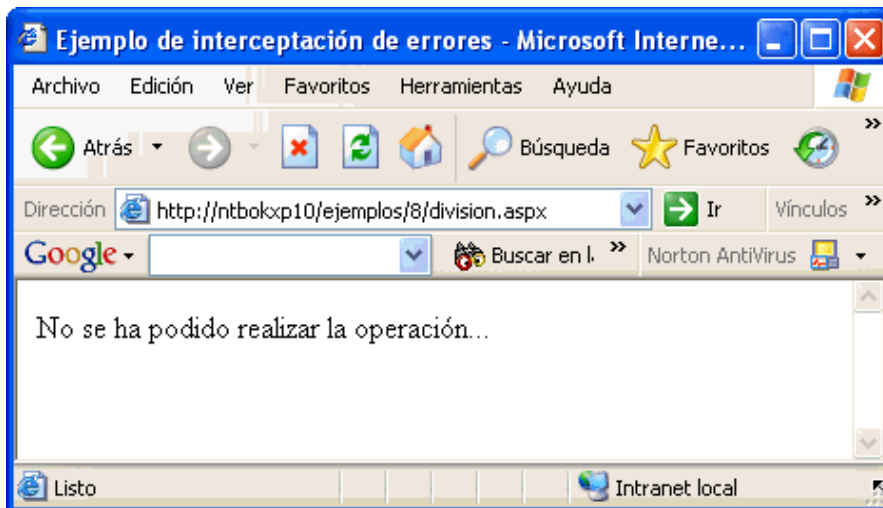 Ejemplo de interceptación de errores - Microsoft Interne...
Archivo Edición Ver Favoritos Herramientas Ayuda
Atrás Búsqueda Favoritos »
Dirección http://ntbokxp10/ejemplos/8/division.aspx Ir Vínculos »
Google Buscar en l » Norton AntiVirus
No se ha podido realizar la operación...
Listo Intranet local